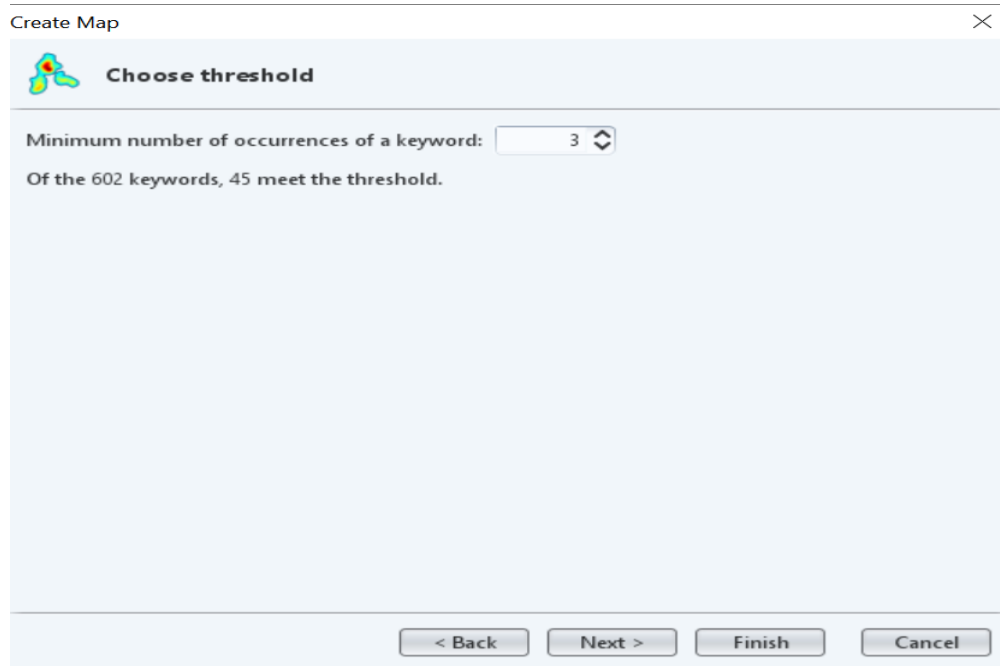 Create Map
Choose threshold
Minimum number of occurrences of a keyword: 3
Of the 602 keywords, 45 meet the threshold.
< Back Next > Finish Cancel